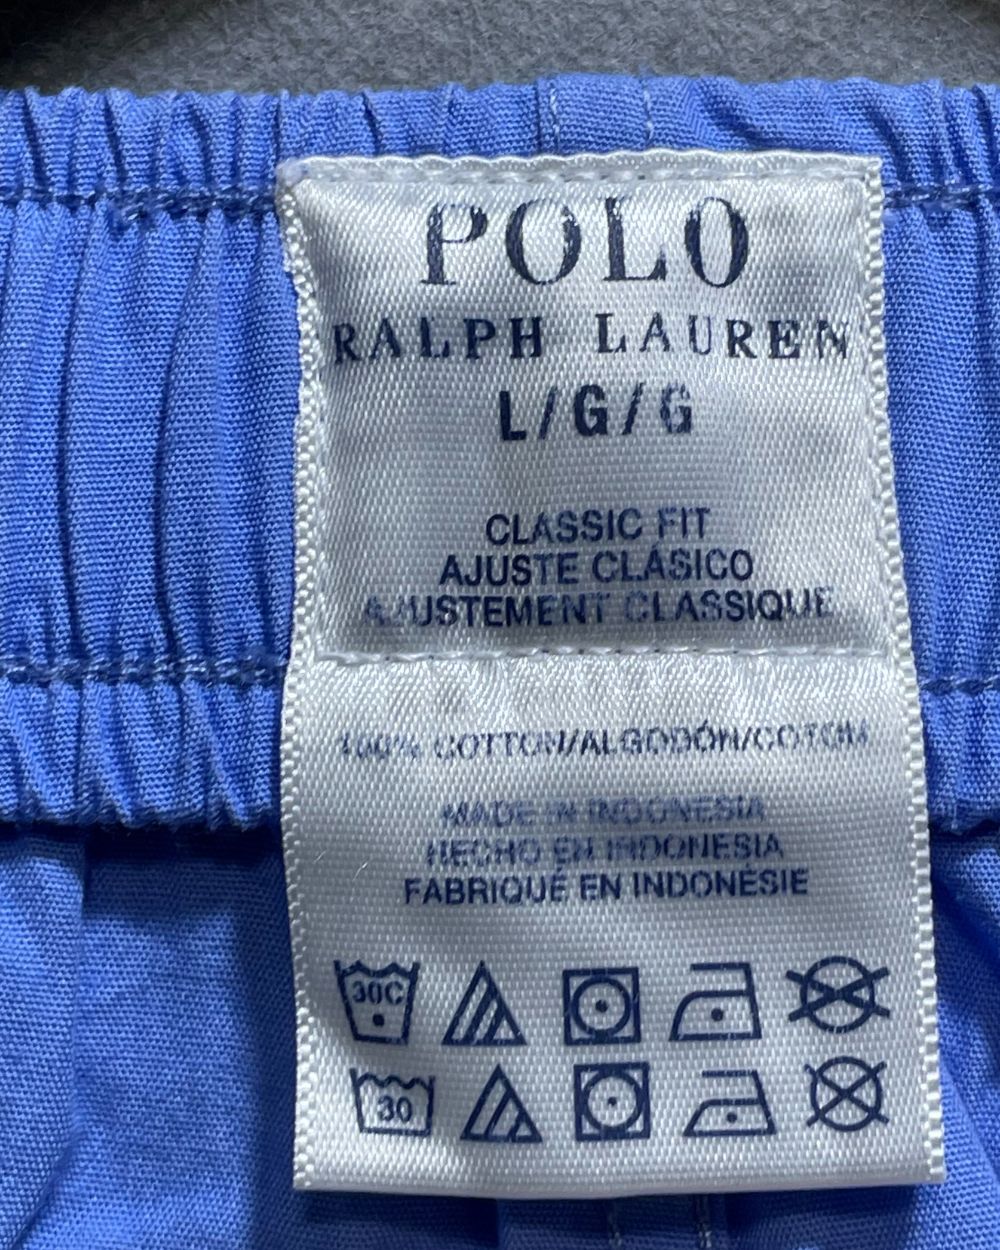 POLO
RALPH LAUREN
L/G/G
CLASSIC FIT
AJUSTE CLÁSICO
AJUSTEMENT CLASSIQUE
100% COTTON/ALGODÓN/COTON
MADE IN INDONESIA
HECHO EN INDONESIA
FABRIQUÉ EN INDONÉSIE
30C
30